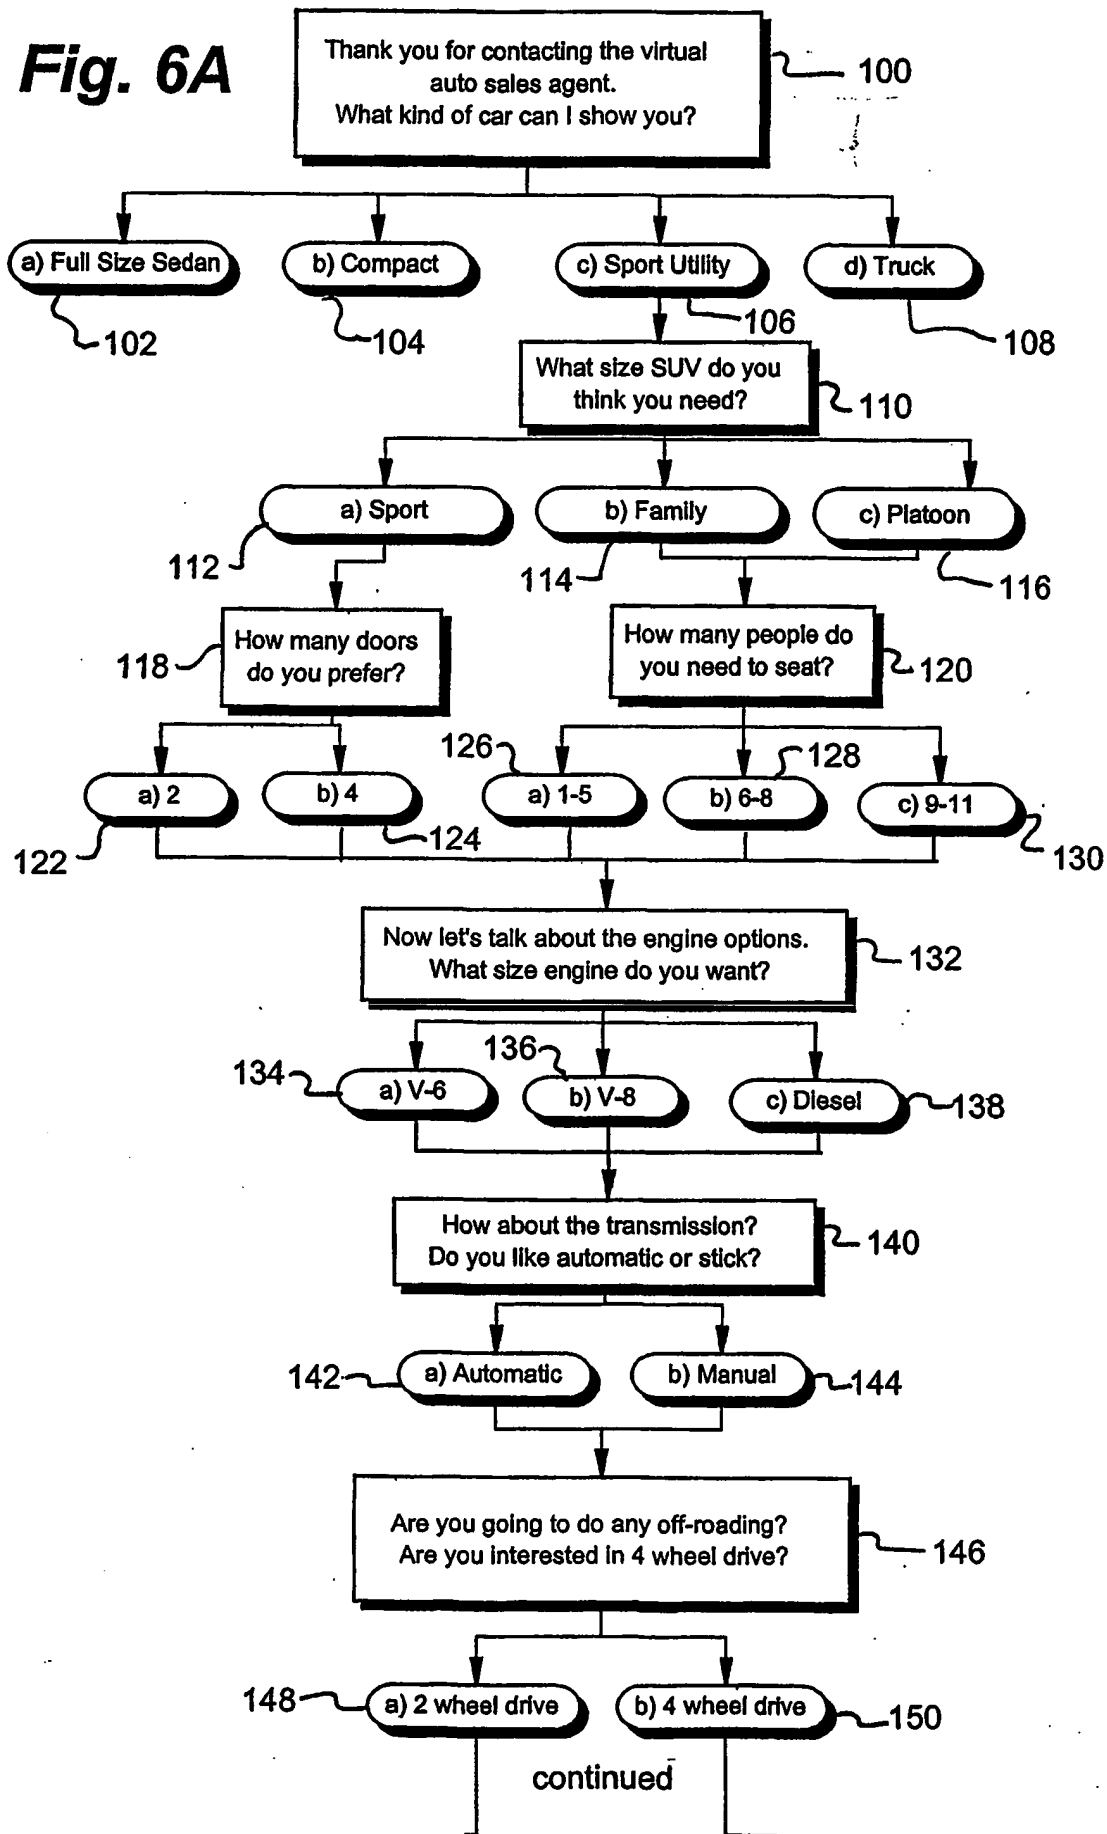 Fig. 6A
Thank you for contacting the virtual
auto sales agent.
What kind of car can I show you?
100
a) Full Size Sedan
b) Compact
c) Sport Utility
d) Truck
102
104
106
108
What size SUV do you
think you need?
110
a) Sport
b) Family
c) Platoon
112
114
116
How many doors
do you prefer?
118
How many people do
you need to seat?
120
126
128
a) 2
b) 4
a) 1-5
b) 6-8
c) 9-11
122
124
130
Now let's talk about the engine options.
What size engine do you want?
132
134
136
a) V-6
b) V-8
c) Diesel
138
How about the transmission?
Do you like automatic or stick?
140
142
a) Automatic
b) Manual
144
Are you going to do any off-roading?
Are you interested in 4 wheel drive?
146
148
a) 2 wheel drive
b) 4 wheel drive
150
continued